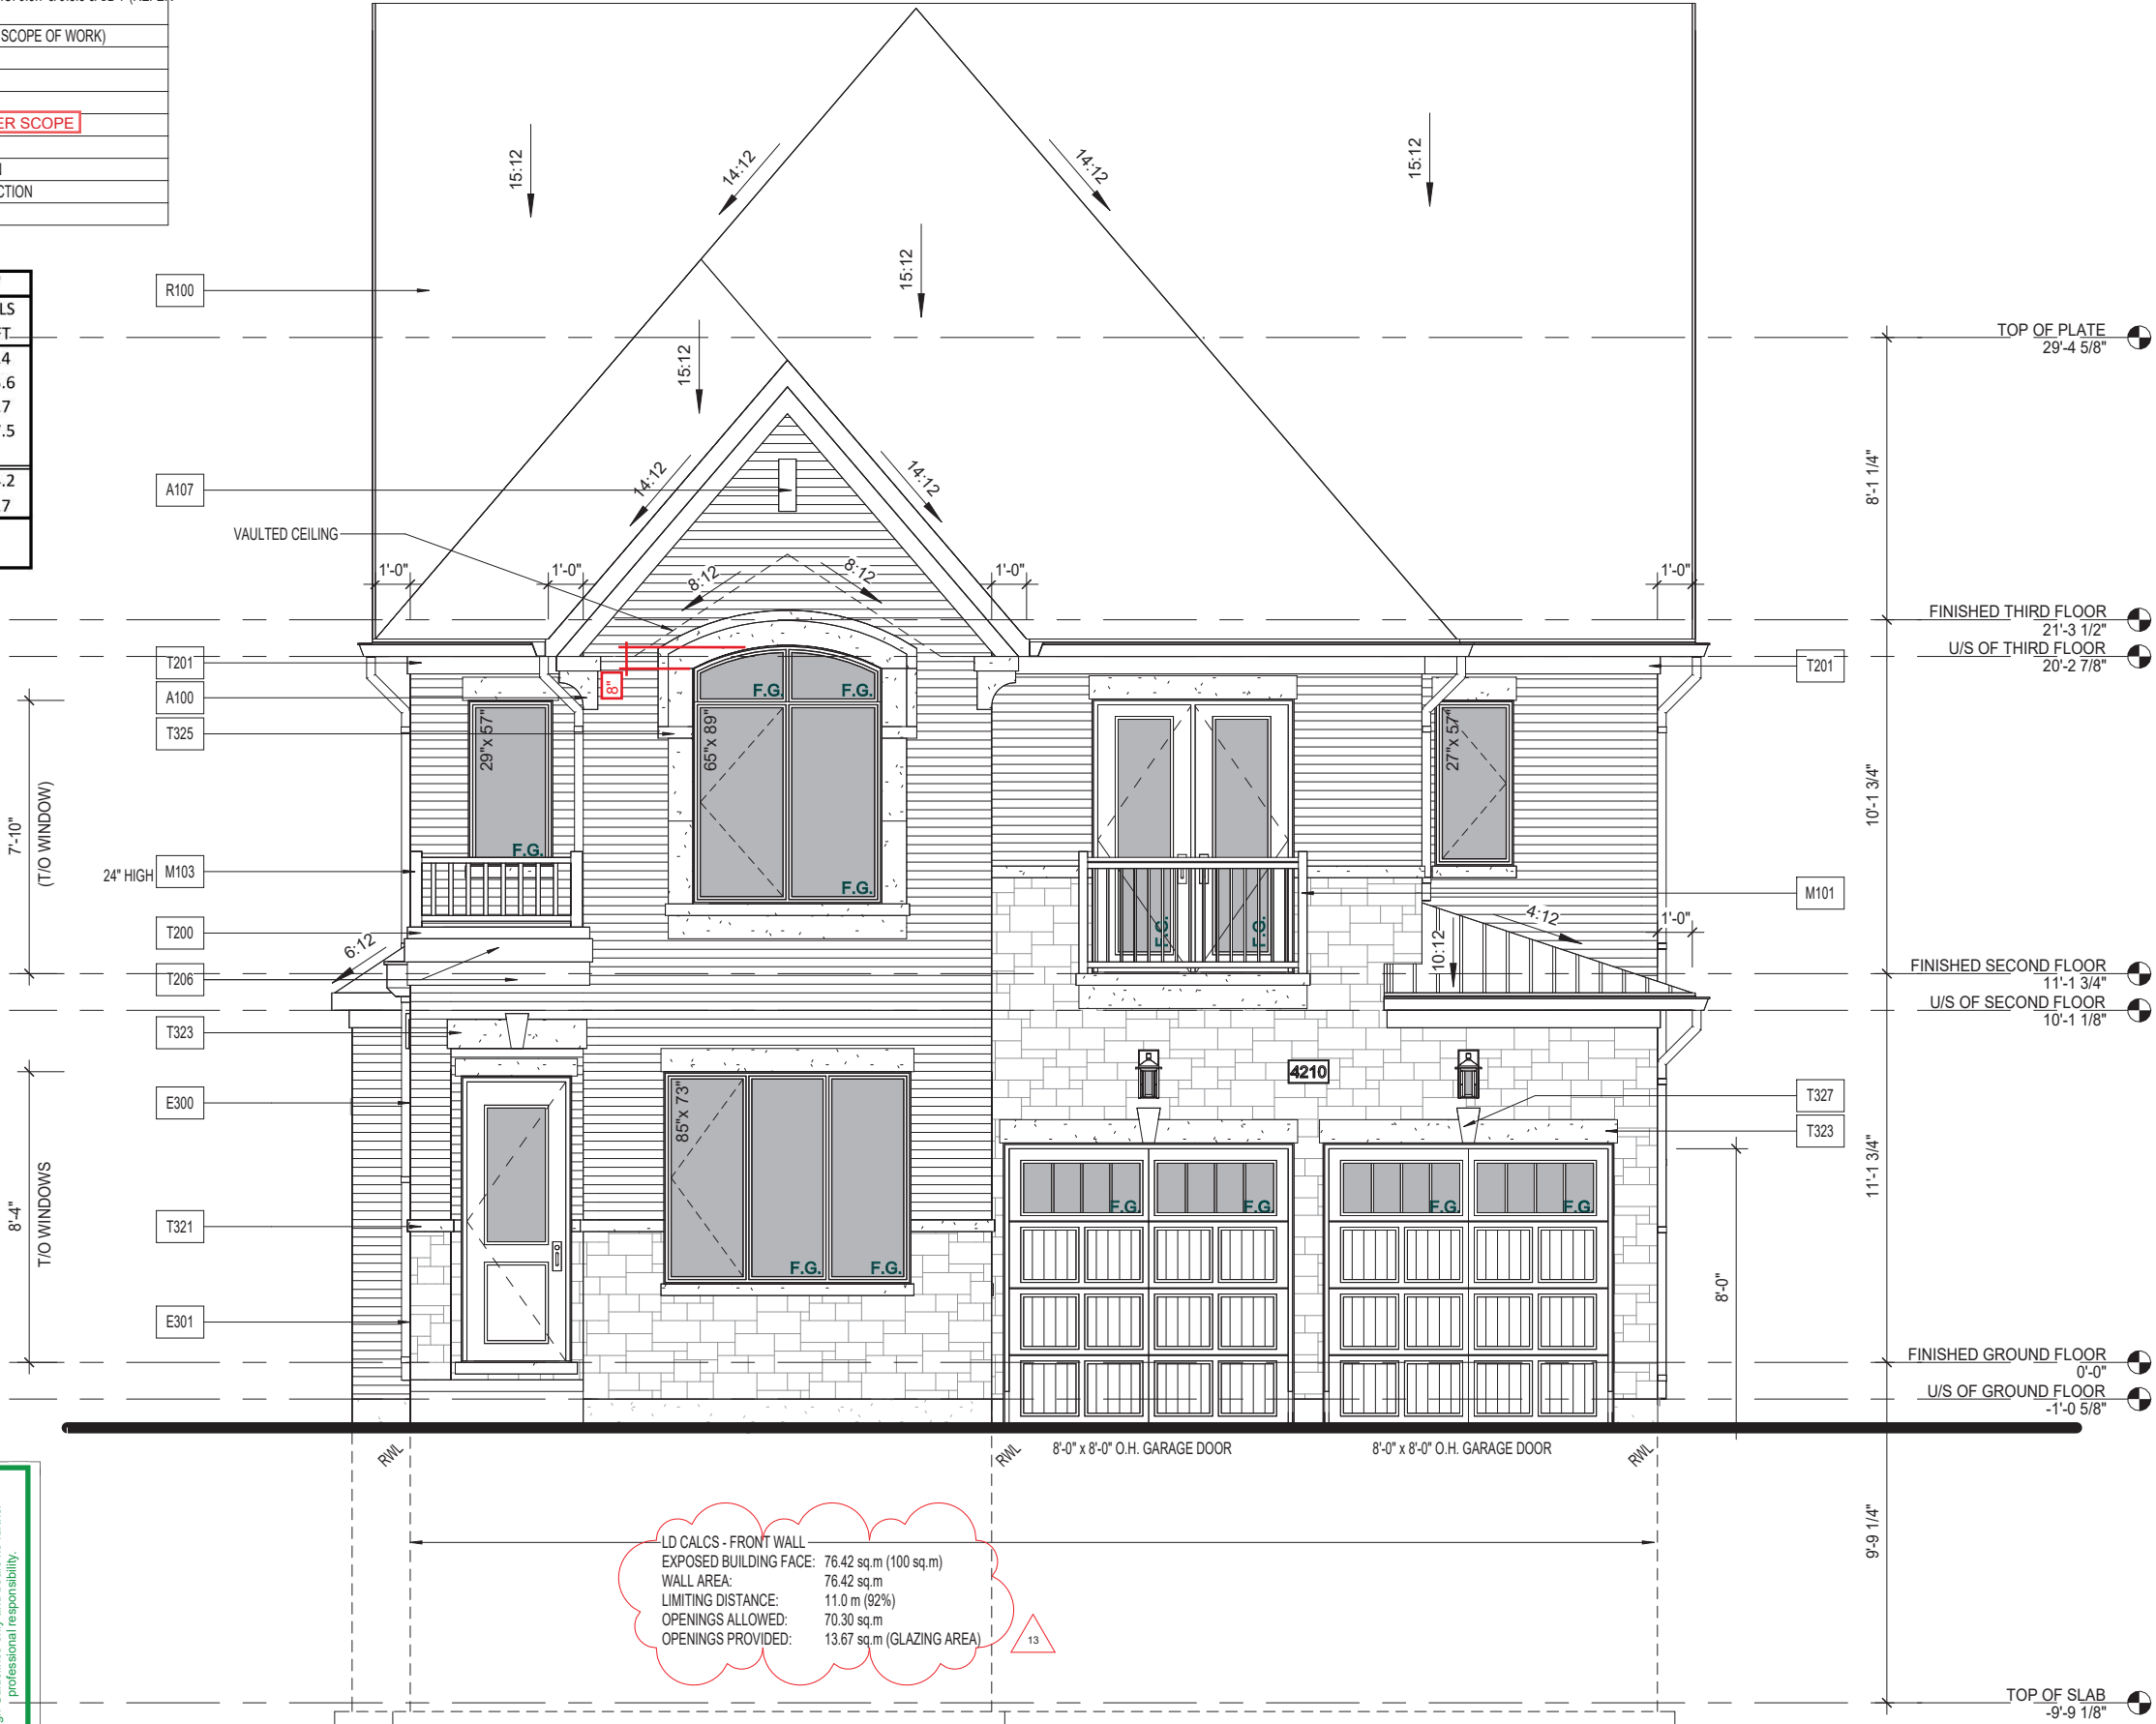 SCOPE OF WORK)
ER SCOPE
CTION
LS
FT
.4
.6
.7
7.5
.2
.7
R100
A107
VAULTED CEILING
T201
A100
T325
24" HIGH
M103
T200
T206
T323
E300
T321
E301
7'-10"
(T/O WINDOW)
8'-4"
T/O WINDOWS
15:12
14:12
14:12
15:12
15:12
15:12
14:12
14:12
8:12
8:12
1'-0"
1'-0"
1'-0"
1'-0"
8"
F.G.
F.G.
29"x 57"
65"x 89"
27"x 57"
F.G.
F.G.
F.G.
F.G.
6:12
10:12
4:12
1'-0"
4210
85"x 73"
F.G.
F.G.
F.G.
F.G.
F.G.
F.G.
T201
M101
T327
T323
8'-0"
TOP OF PLATE
29'-4 5/8"
8'-1 1/4"
FINISHED THIRD FLOOR
21'-3 1/2"
U/S OF THIRD FLOOR
20'-2 7/8"
10'-1 3/4"
FINISHED SECOND FLOOR
11'-1 3/4"
U/S OF SECOND FLOOR
10'-1 1/8"
11'-1 3/4"
FINISHED GROUND FLOOR
0'-0"
U/S OF GROUND FLOOR
-1'-0 5/8"
9'-9 1/4"
TOP OF SLAB
-9'-9 1/8"
RWL
RWL
8'-0" x 8'-0" O.H. GARAGE DOOR
8'-0" x 8'-0" O.H. GARAGE DOOR
RWL
LD CALCS - FRONT WALL
EXPOSED BUILDING FACE: 76.42 sq.m (100 sq.m)
WALL AREA: 76.42 sq.m
LIMITING DISTANCE: 11.0 m (92%)
OPENINGS ALLOWED: 70.30 sq.m
OPENINGS PROVIDED: 13.67 sq.m (GLAZING AREA)
13
professional responsibility.